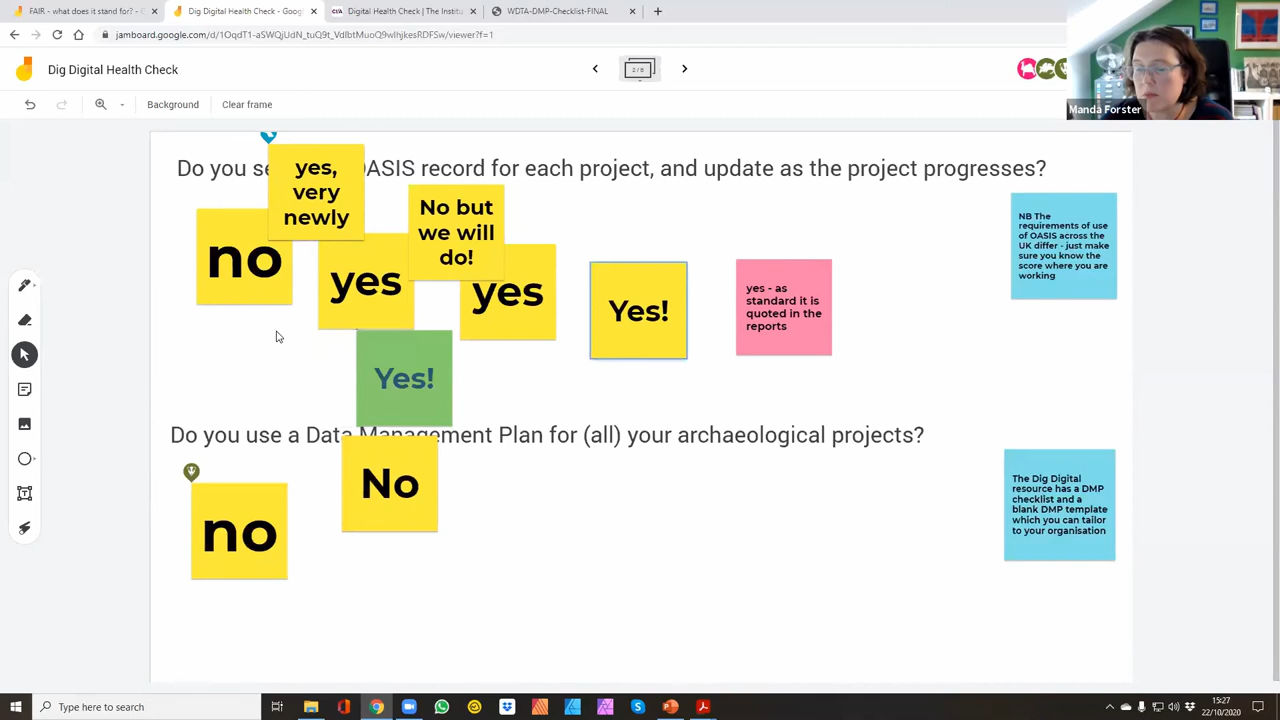 FAIR - what does it stand for? -
Dig Digital Health Check - Googl
CIfA
Digital Health Check | The Institu
WDTA-DMP-Checklist-FINAL
jamboard.google.com/d/1OqdT1-aSWQjUdN_tuQ9t_VdlbtMuoQ9wlhjkesRDFSw/viewer?f=1
Dig Digital Health Check
2/8
Background
Clear frame
Manda Forster
Do you se OASIS record for each project, and update as the project progresses?
yes,
very
newly
no
yes
No but
we will
do!
yes
Yes!
yes - as
standard it is
quoted in the
reports
NB The
requirements of use
of OASIS across the
UK differ - just make
sure you know the
score where you are
working
Yes!
Do you use a Data Management Plan for (all) your archaeological projects?
no
No
The Dig Digital
resource has a DMP
checklist and a
blank DMP template
which you can tailor
to your organisation
Type here to search
15:27
22/10/2020